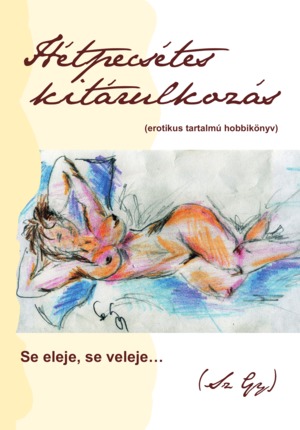 Hétpecsétes
kitárulkozás
(erotikus tartalmú hobbikönyv)
Se eleje, se veleje...
(Sz Gy)